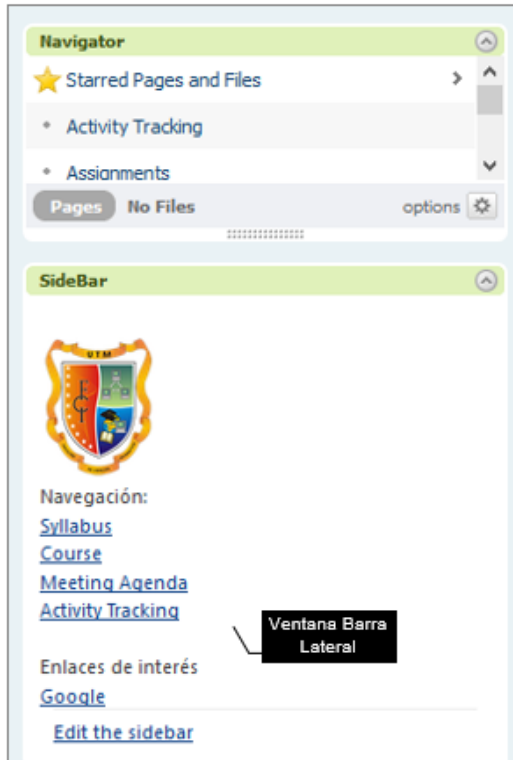 Navigator
Starred Pages and Files
Activity Tracking
Assignments
Pages No Files options
SideBar
U.T.M
Navegación:
Syllabus
Course
Meeting Agenda
Activity Tracking
Ventana Barra
Lateral
Enlaces de interés
Google
Edit the sidebar